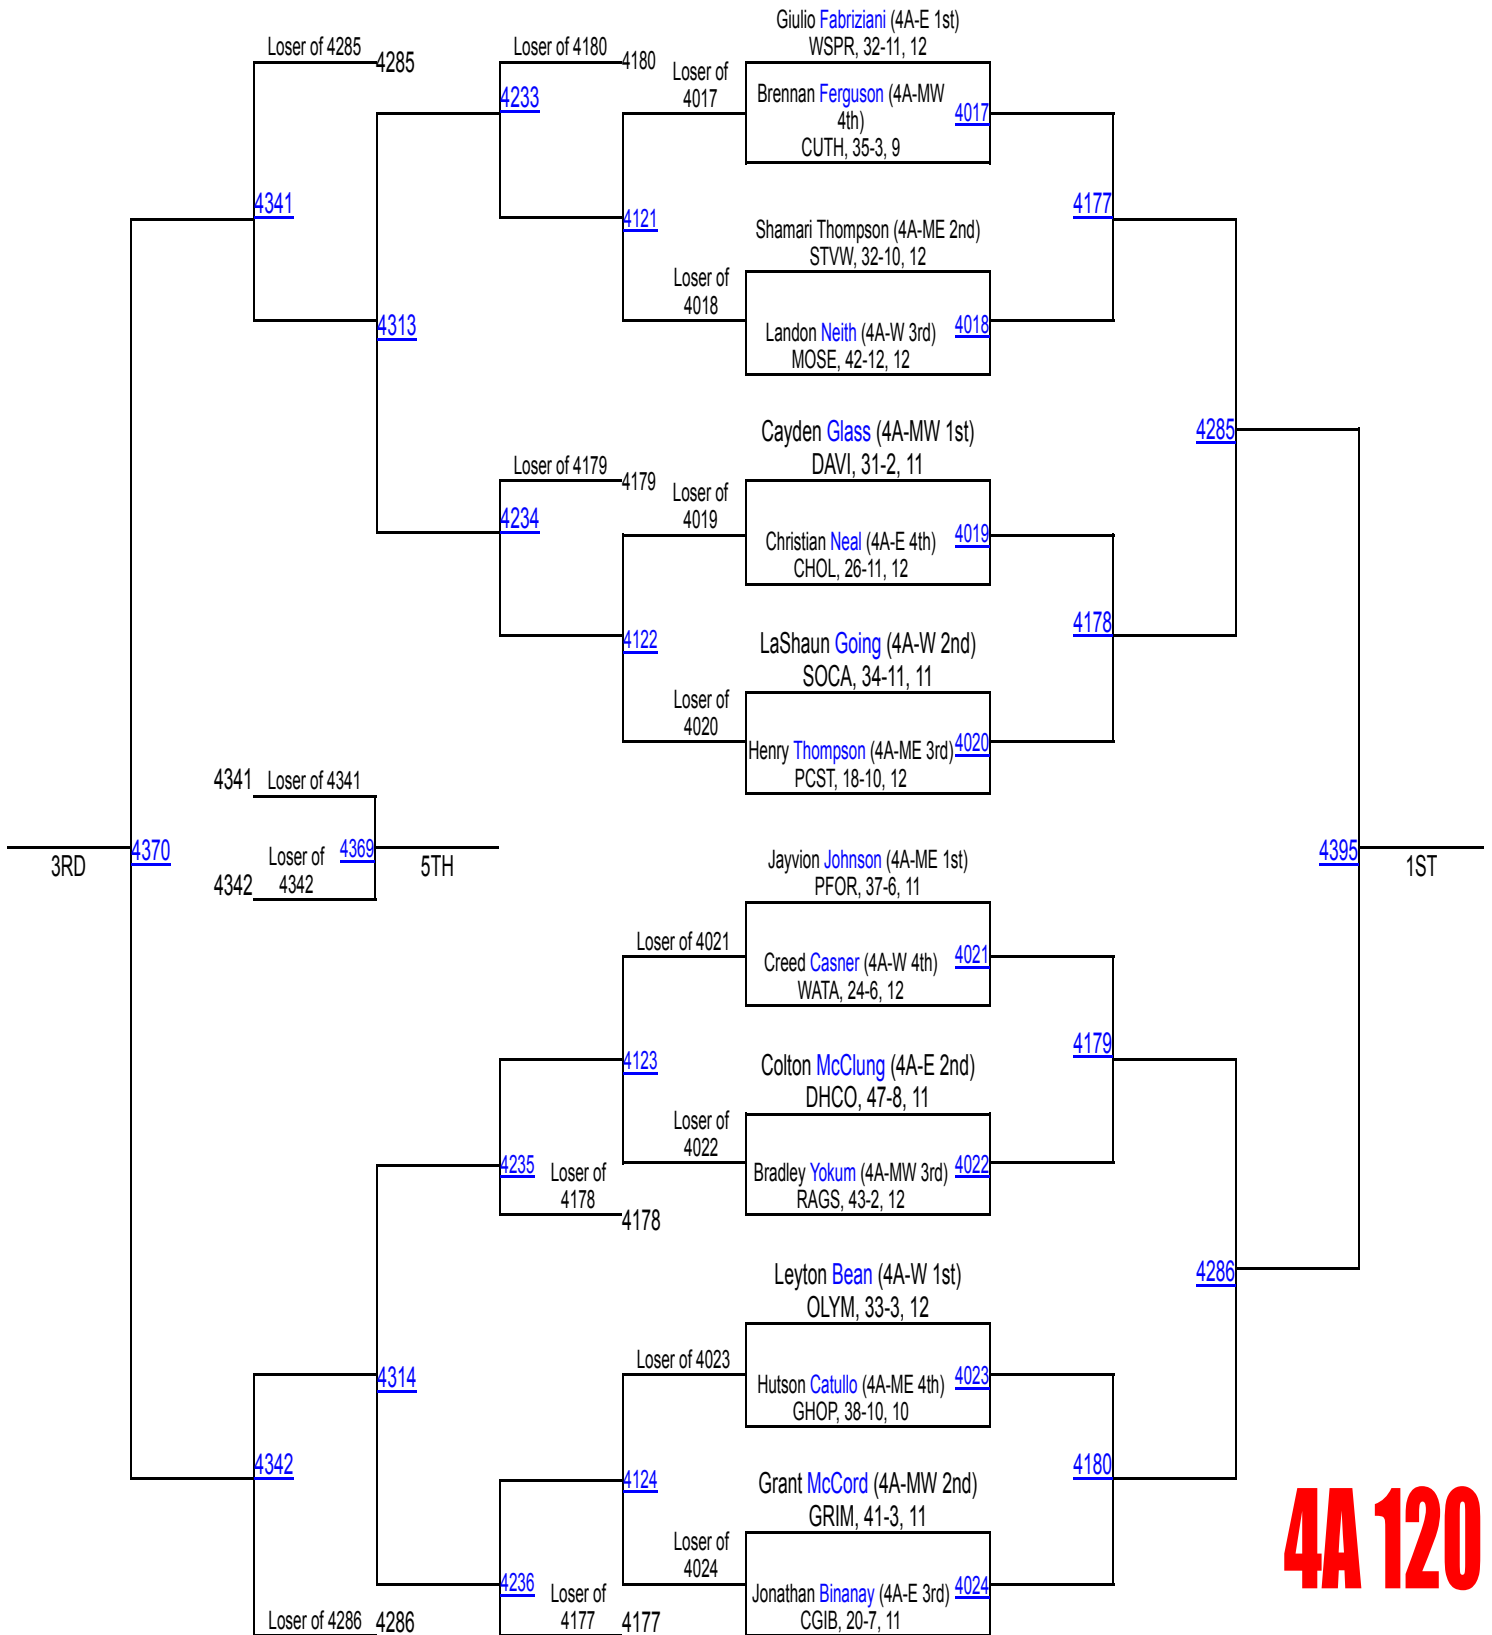 Giulio Fabriziani (4A-E 1st)
WSPR, 32-11, 12
Loser of 4285
4285
Loser of 4180
4180
Loser of
4017
Brennan Ferguson (4A-MW
4th)
CUTH, 35-3, 9
4017
4233
4341
4121
4177
Shamari Thompson (4A-ME 2nd)
STVW, 32-10, 12
Loser of
4018
Landon Neith (4A-W 3rd)
MOSE, 42-12, 12
4018
4313
Cayden Glass (4A-MW 1st)
DAVI, 31-2, 11
4285
Loser of 4179
4179
Loser of
4019
4234
Christian Neal (4A-E 4th)
CHOL, 26-11, 12
4019
4122
4178
LaShaun Going (4A-W 2nd)
SOCA, 34-11, 11
Loser of
4020
Henry Thompson (4A-ME 3rd)
PCST, 18-10, 12
4020
4341
Loser of 4341
3RD
4370
Loser of
4342
4342
4369
5TH
Jayvion Johnson (4A-ME 1st)
PFOR, 37-6, 11
4395
1ST
Loser of 4021
Creed Casner (4A-W 4th)
WATA, 24-6, 12
4021
4123
4179
Colton McClung (4A-E 2nd)
DHCO, 47-8, 11
Loser of
4022
Bradley Yokum (4A-MW 3rd)
RAGS, 43-2, 12
4022
4235
Loser of
4178
4178
Leyton Bean (4A-W 1st)
OLYM, 33-3, 12
4286
Loser of 4023
4314
Hutson Catullo (4A-ME 4th)
GHOP, 38-10, 10
4023
4342
4124
4180
Grant McCord (4A-MW 2nd)
GRIM, 41-3, 11
Loser of
4024
4236
Loser of
4177
4177
Jonathan Binanay (4A-E 3rd)
CGIB, 20-7, 11
4024
Loser of 4286
4286
4A 120